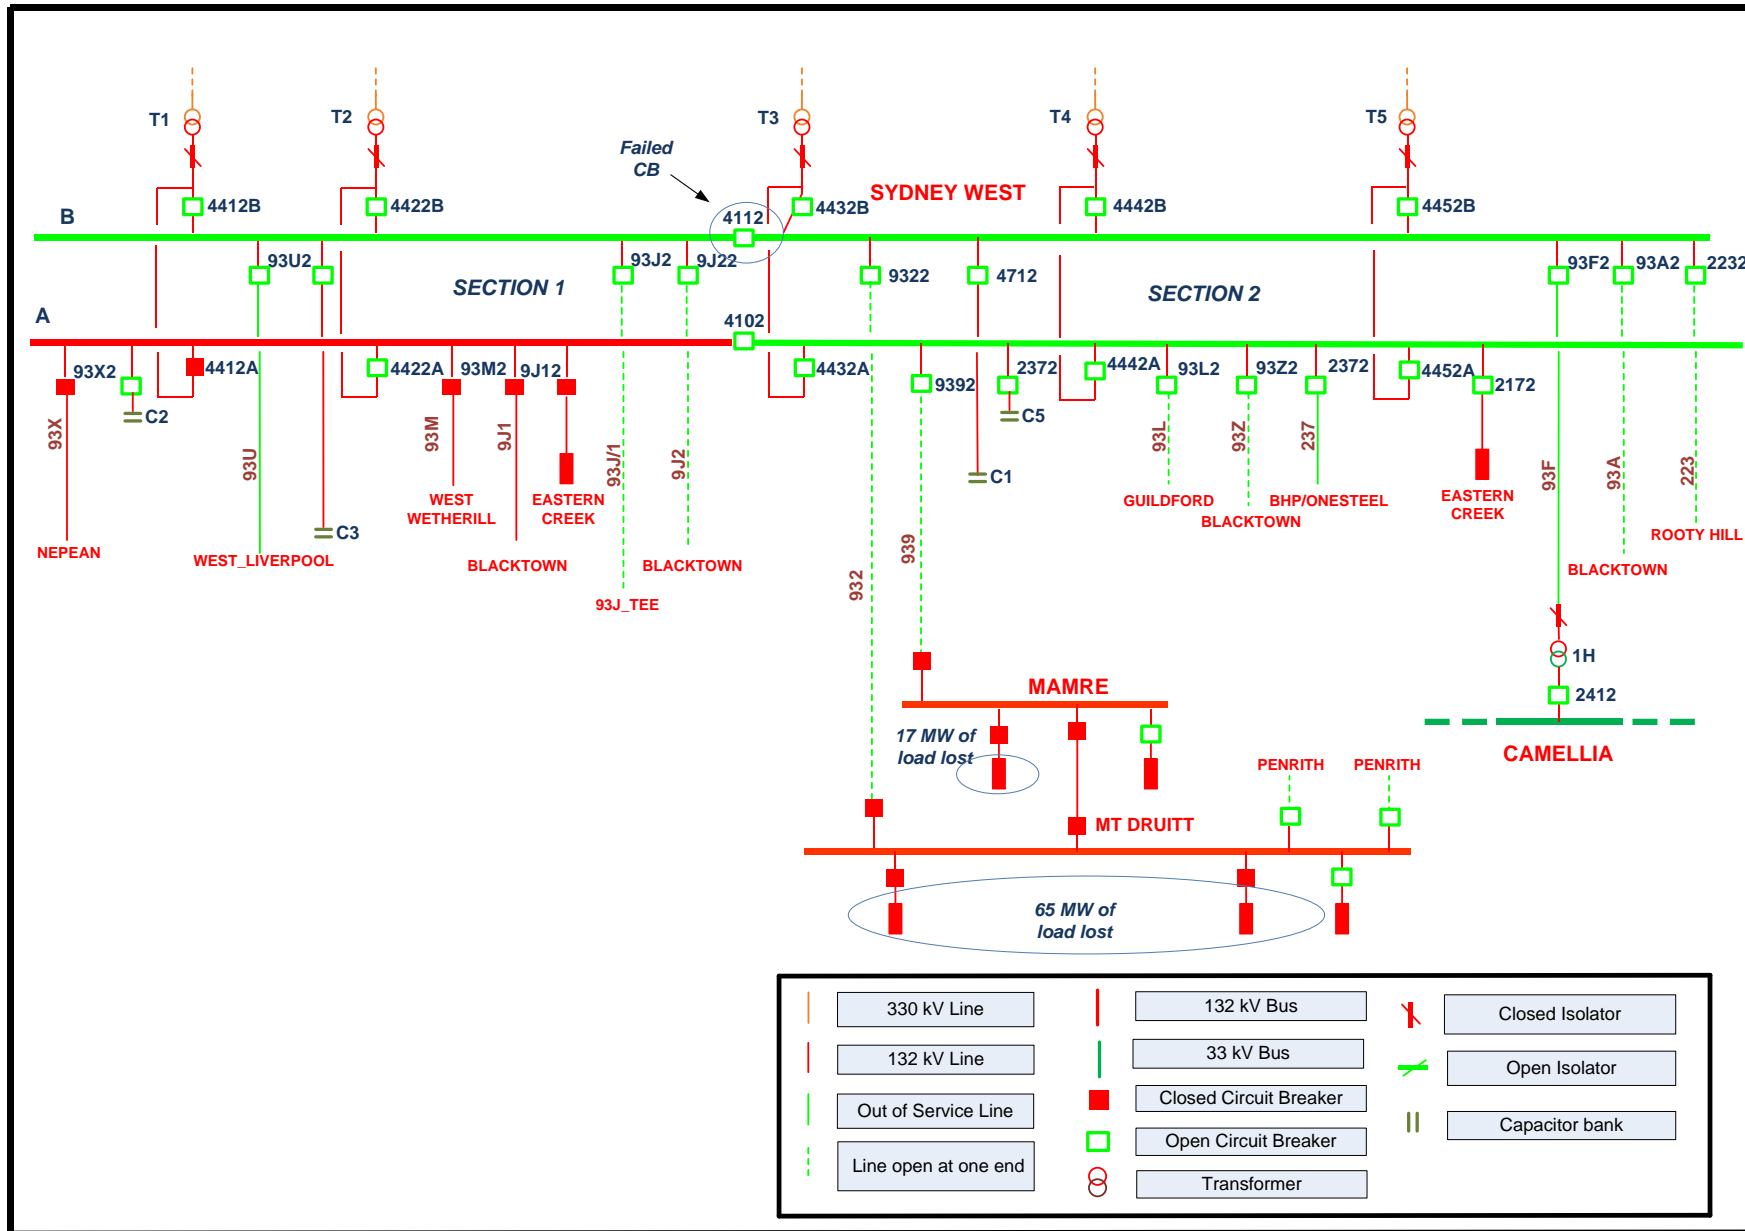 T1
T2
T3
T4
T5
Failed
CB
SYDNEY WEST
4412B
4422B
4112
4432B
4442B
4452B
B
93U2
93J2
9J22
9322
4712
93F2
93A2
2232
SECTION 1
SECTION 2
A
4102
93X2
4412A
4422A
93M2
9J12
4432A
9392
2372
4442A
93L2
93Z2
2372
4452A
2172
C2
C5
93X
93U
93M
9J1
93J/1
9J2
93L
93Z
237
93F
93A
223
C1
C3
NEPEAN
WEST_LIVERPOOL
WEST
WETHERILL
BLACKTOWN
EASTERN
CREEK
93J_TEE
BLACKTOWN
932
939
GUILDFORD
BLACKTOWN
BHP/ONESTEEL
EASTERN
CREEK
BLACKTOWN
ROOTY HILL
1H
2412
CAMELLIA
MAMRE
17 MW of
load lost
MT DRUITT
PENRITH
PENRITH
65 MW of
load lost
330 kV Line
132 kV Line
Out of Service Line
Line open at one end
132 kV Bus
33 kV Bus
Closed Circuit Breaker
Open Circuit Breaker
Transformer
Closed Isolator
Open Isolator
Capacitor bank